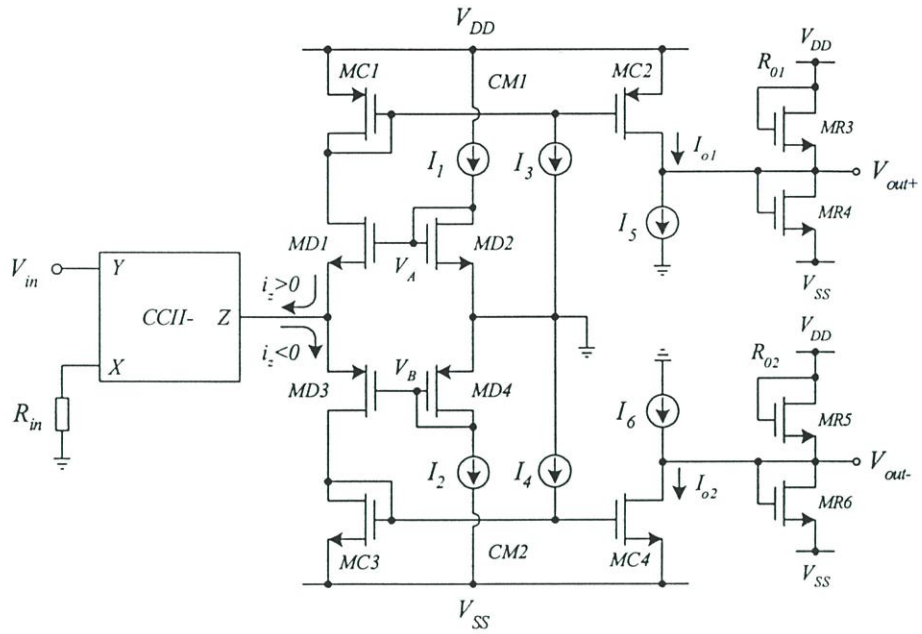 V_DD
MC1
CM1
MC2
V_DD
R_01
MR3
I_1
I_3
I_o1
V_out+
MR4
I_5
MD1
V_A
MD2
V_SS
V_in
Y
CCII-
Z
X
i_z>0
i_z<0
R_in
V_DD
R_02
V_B
MD3
MD4
I_6
MR5
V_out-
I_2
I_4
I_o2
MR6
MC3
CM2
MC4
V_SS
V_SS